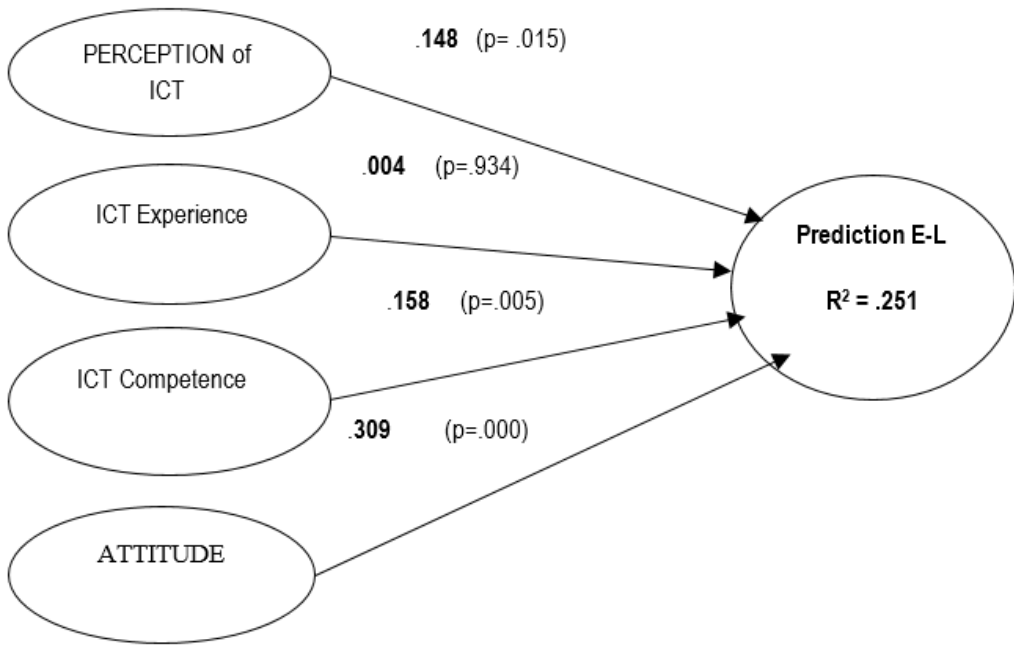 .148 (p= .015)
PERCEPTION of
ICT
.004 (p=.934)
ICT Experience
Prediction E-L
R² = .251
.158 (p=.005)
ICT Competence
.309 (p=.000)
ATTITUDE